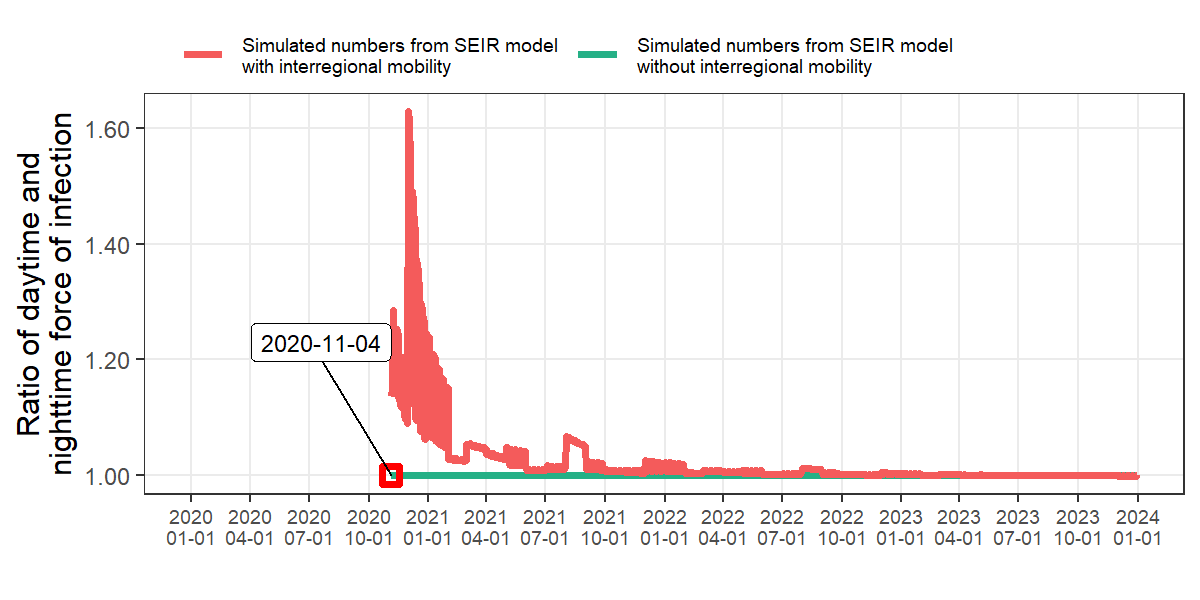 Simulated numbers from SEIR model
with interregional mobility
Simulated numbers from SEIR model
without interregional mobility
Ratio of daytime and
nighttime force of infection
1.60
1.40
1.20
1.00
2020-11-04
2020 2020 2020 2020 2021 2021 2021 2021 2022 2022 2022 2022 2023 2023 2023 2023 2024
01-01 04-01 07-01 10-01 01-01 04-01 07-01 10-01 01-01 04-01 07-01 10-01 01-01 04-01 07-01 10-01 01-01